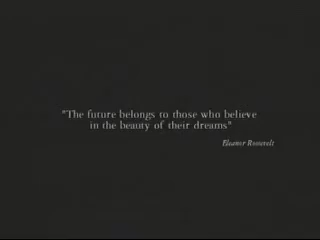 "The future belongs to those who believe
in the beauty of their dreams"
Eleanor Roosevelt